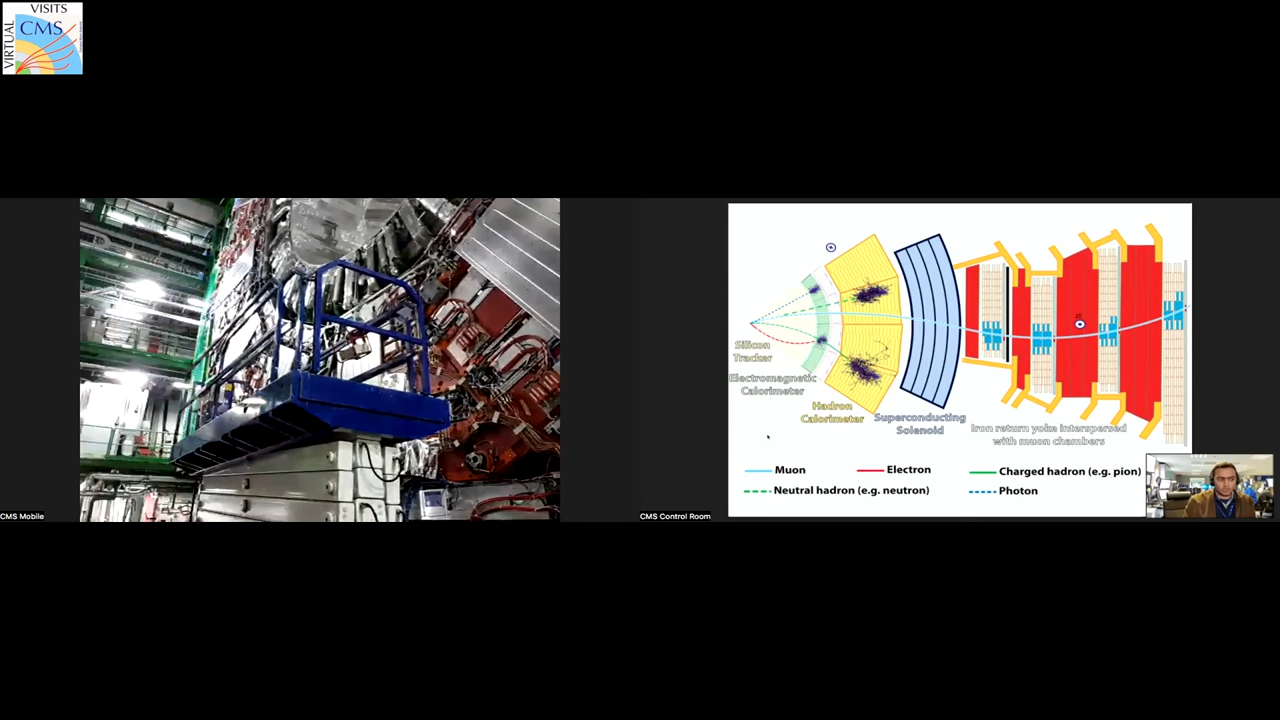 VISITS
CMS
VIRTUAL
Silicon
Tracker
Electromagnetic
Calorimeter
Hadron
Calorimeter
Superconducting
Solenoid
Iron return yoke interspersed
with muon chambers
Muon
Electron
Charged hadron (e.g. pion)
Neutral hadron (e.g. neutron)
Photon
CMS Mobile
CMS Control Room